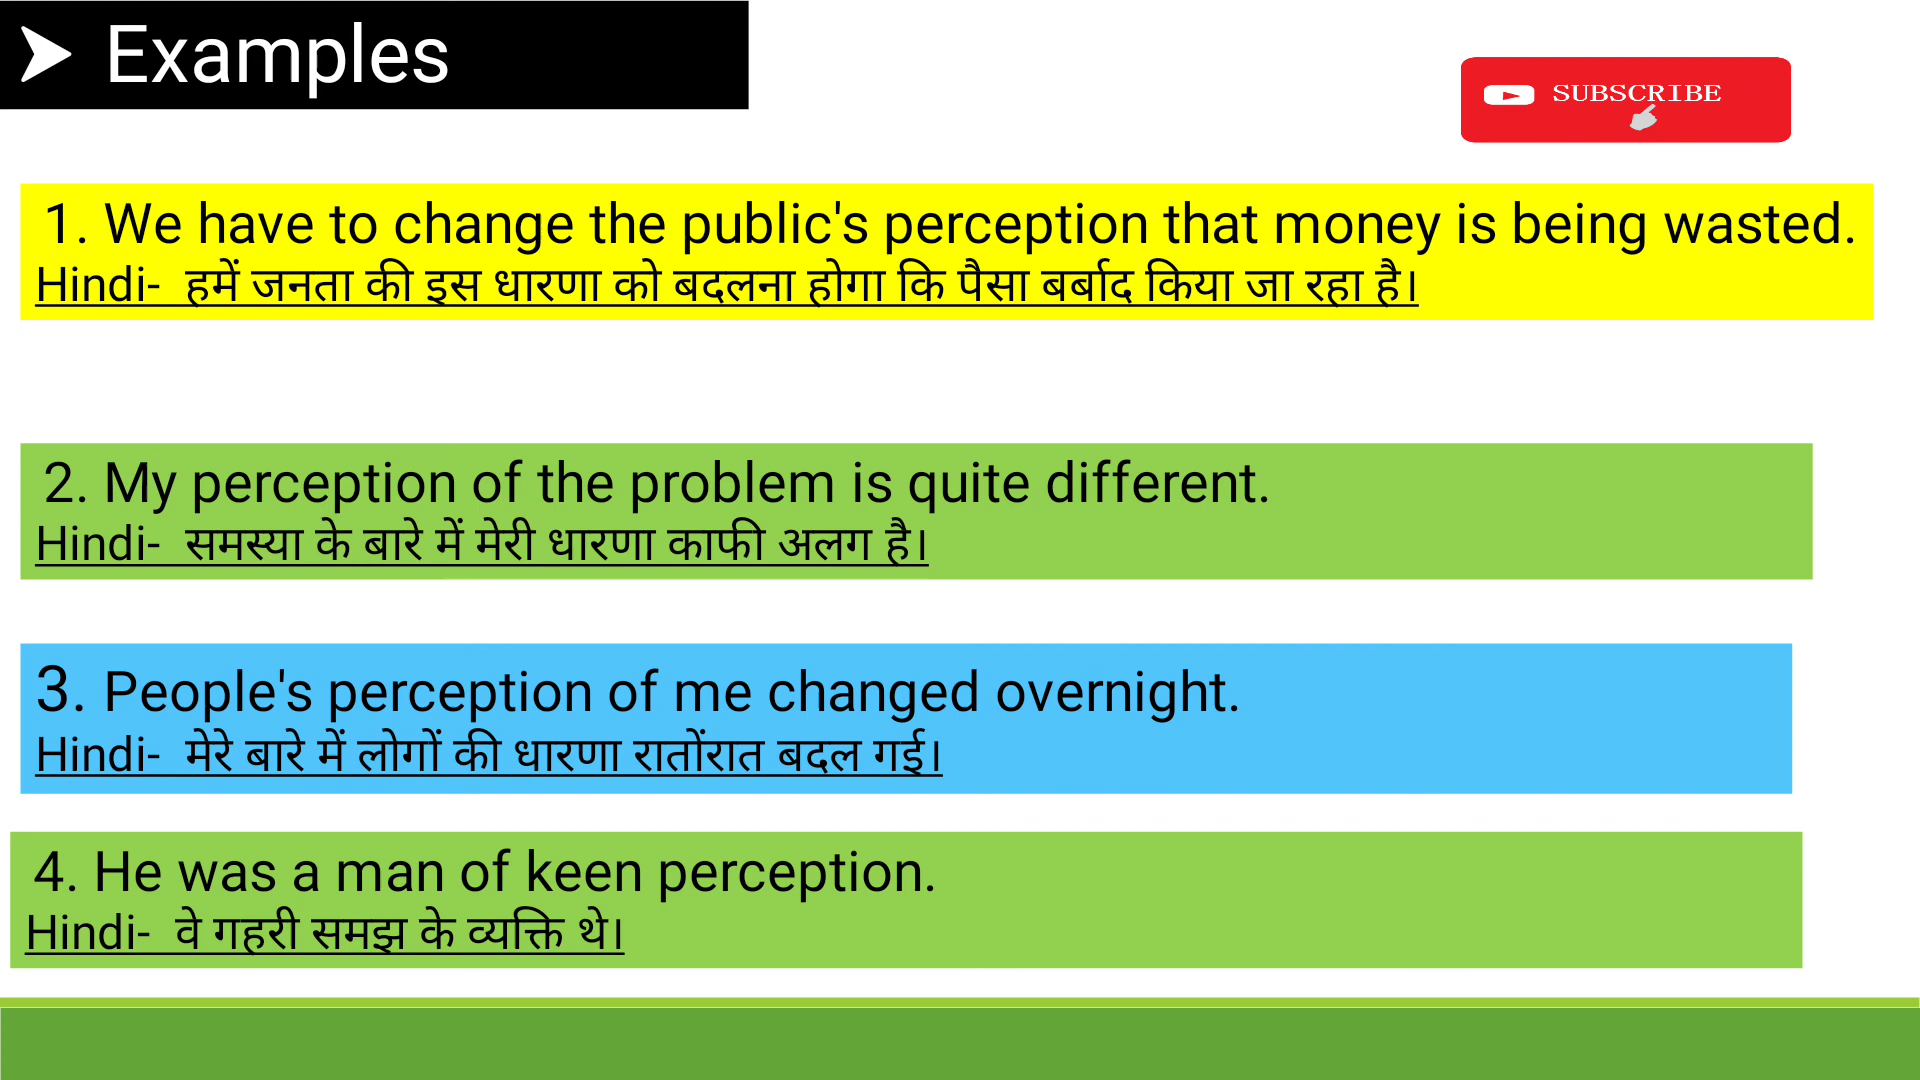 Examples
SUBSCRIBE
1. We have to change the public's perception that money is being wasted.
Hindi- हमें जनता की इस धारणा को बदलना होगा कि पैसा बर्बाद किया जा रहा है।
2. My perception of the problem is quite different.
Hindi- समस्या के बारे में मेरी धारणा काफी अलग है।
3. People's perception of me changed overnight.
Hindi- मेरे बारे में लोगों की धारणा रातोंरात बदल गई।
4. He was a man of keen perception.
Hindi- वे गहरी समझ के व्यक्ति थे।